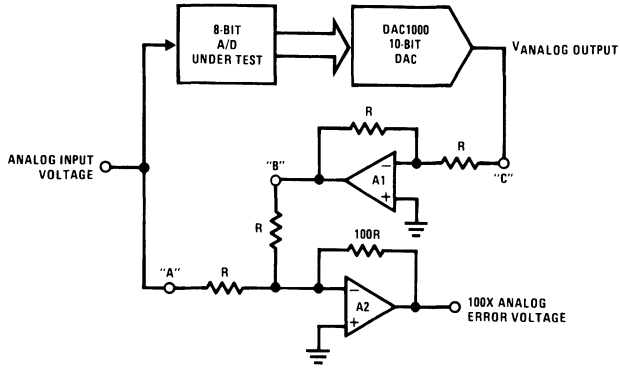 8-BIT
A/D
UNDER TEST
DAC1000
10-BIT
DAC
VANALOG OUTPUT
R
R
ANALOG INPUT
VOLTAGE
"B"
−
A1
+
"C"
R
100R
"A"
R
−
A2
+
100X ANALOG
ERROR VOLTAGE